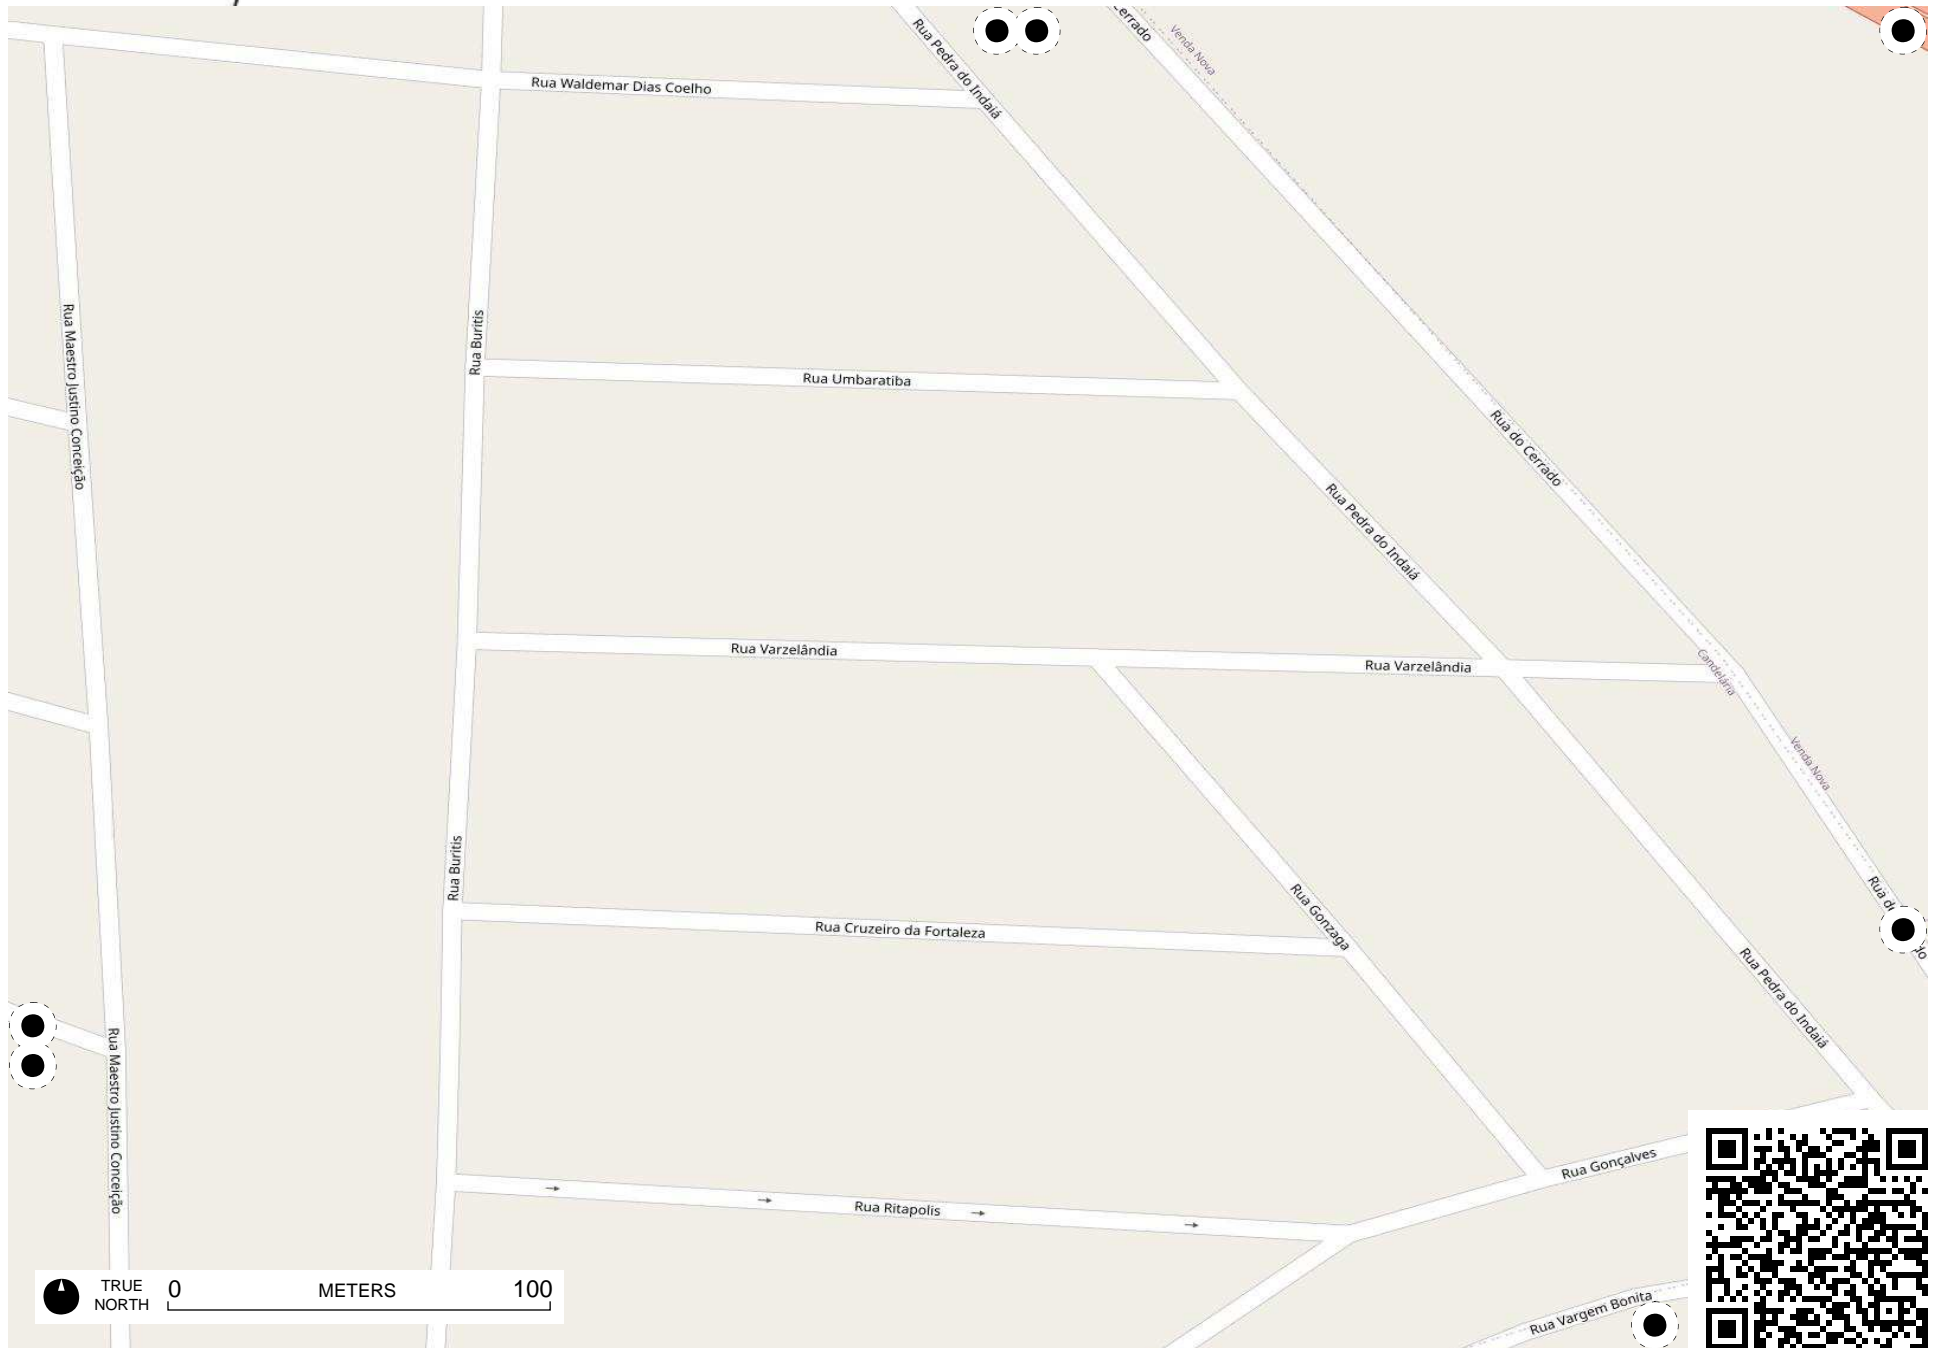 Cerrado
Venda Nova
Rua Pedra do Indaiá
Rua Waldemar Dias Coelho
Rua Maestro Justino Conceição
Rua Buritis
Rua Umbaratiba
Rua do Cerrado
Rua Pedra do Indaiá
Rua Varzelândia
Rua Varzelândia
Candelária
Venda Nova
Rua Buritis
Rua Gonzaga
Rua Cruzeiro da Fortaleza
Rua Pedra do Indaiá
Rua Maestro Justino Conceição
Rua Gonçalves
Rua Ritapolis
TRUE
NORTH
0 METERS 100
Rua Vargem Bonita